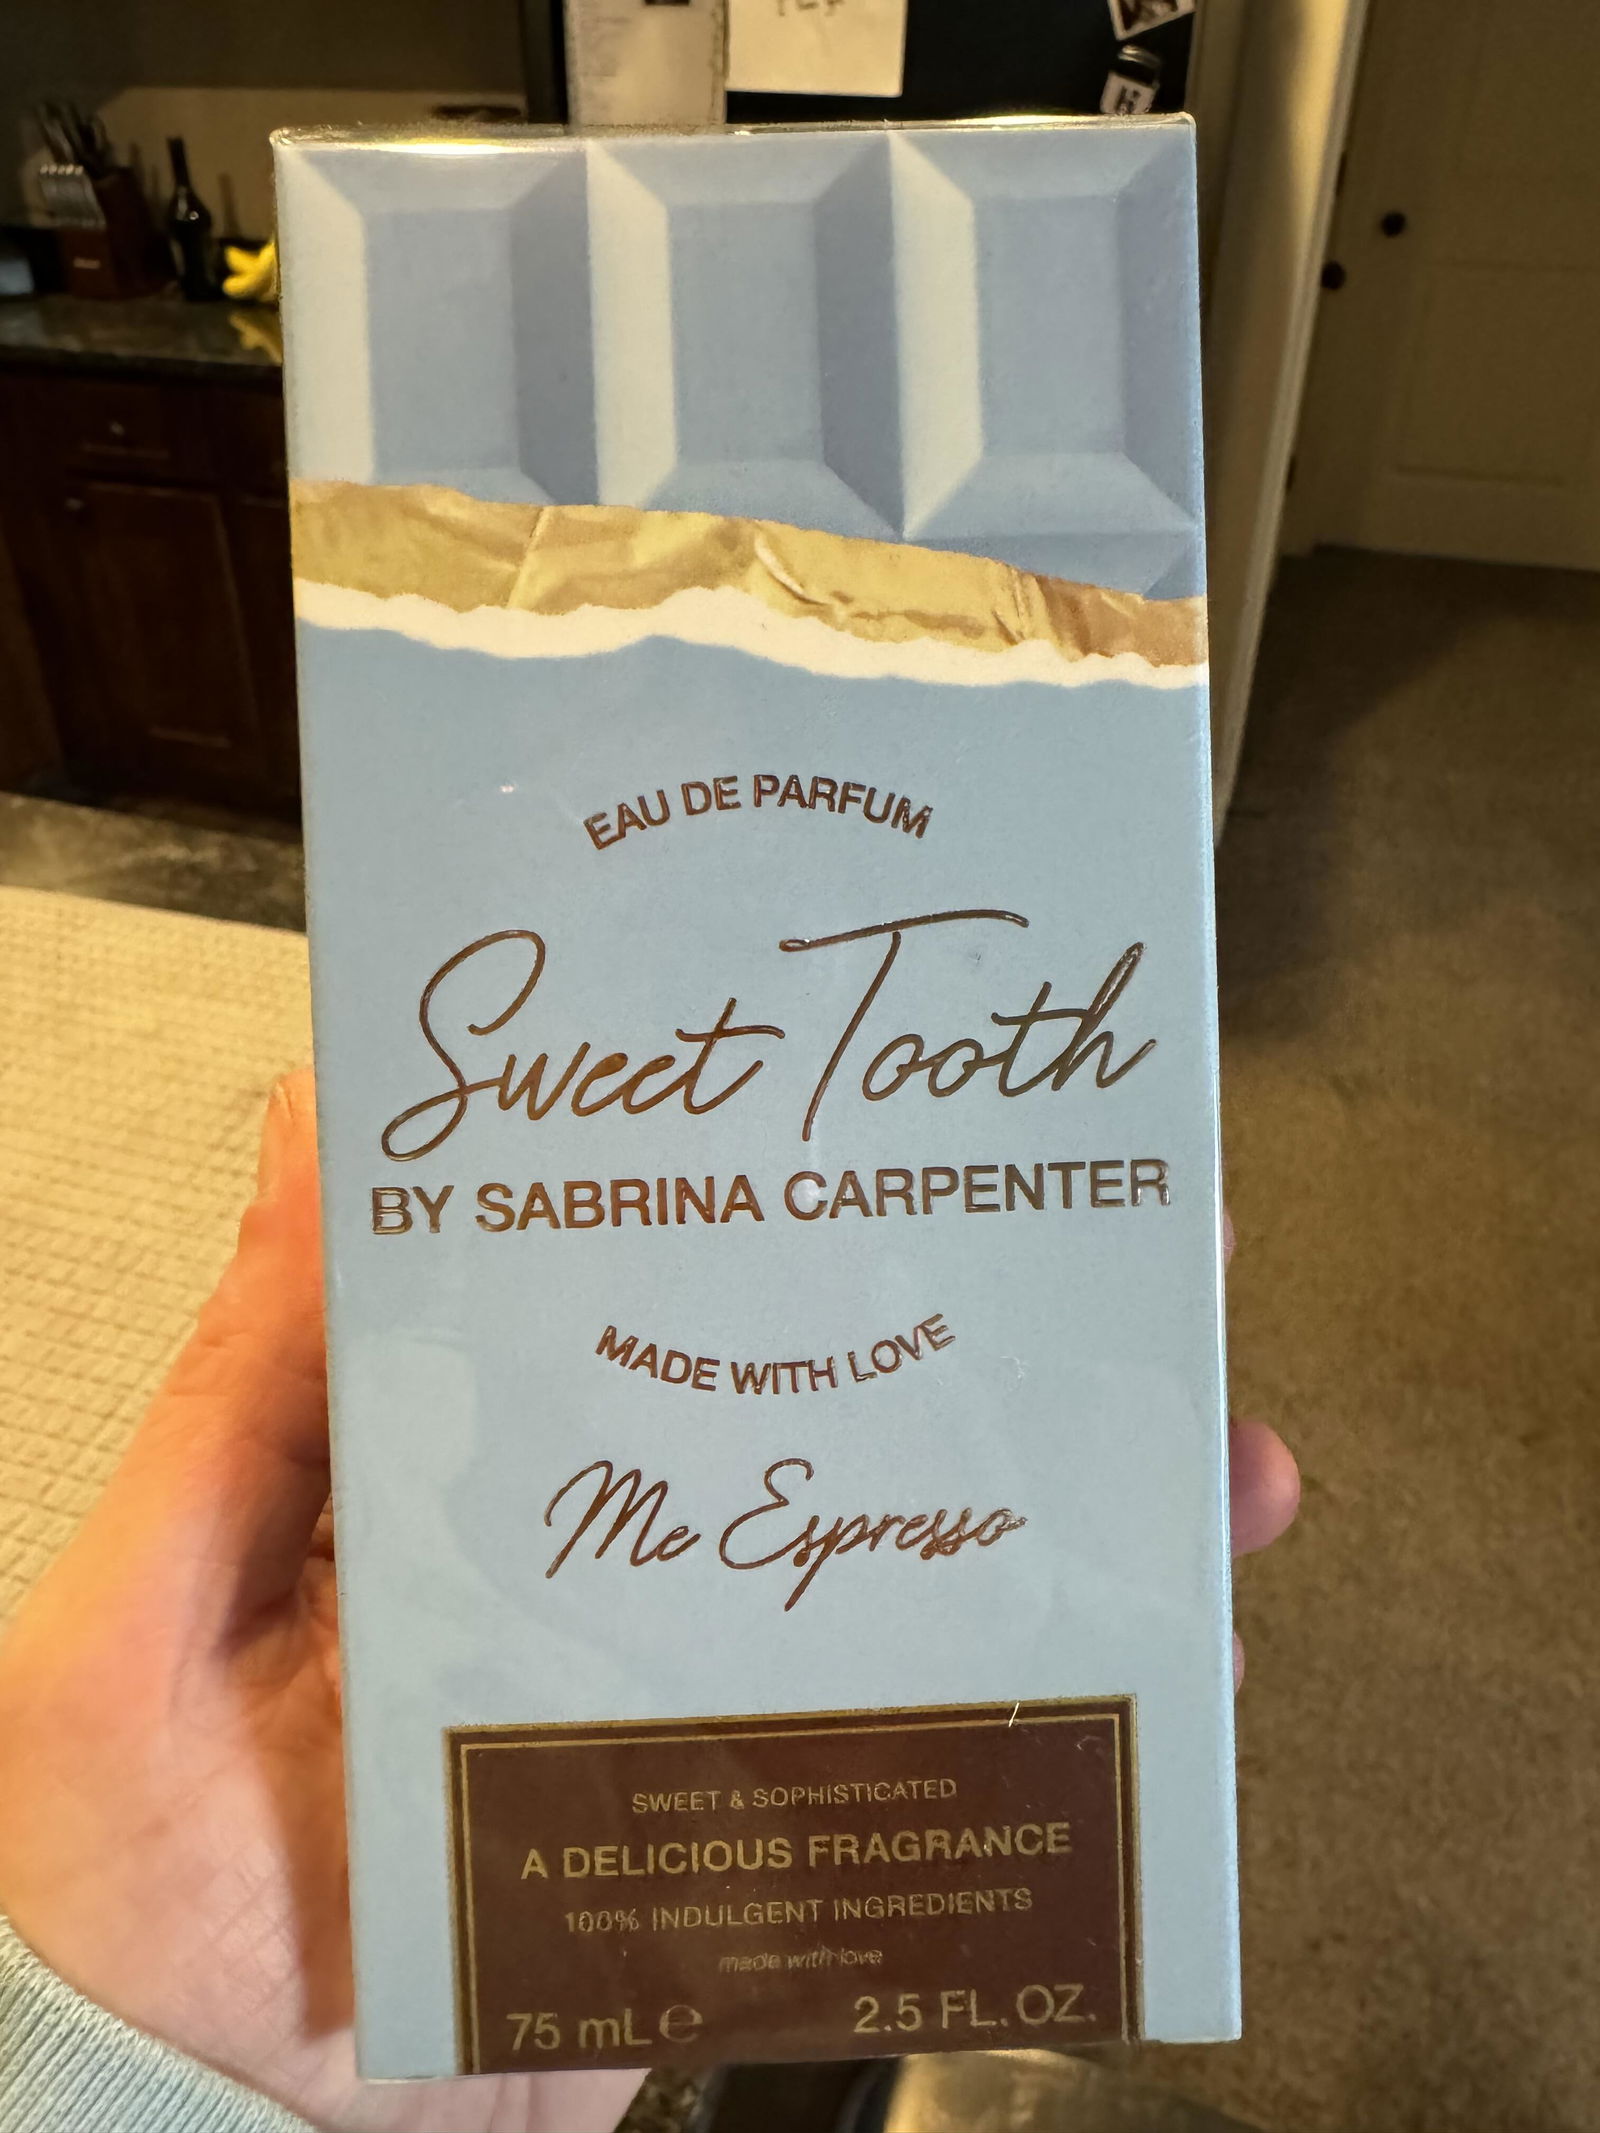 EAU DE PARFUM
Sweet Tooth
BY SABRINA CARPENTER
MADE WITH LOVE
Me Espresso
SWEET & SOPHISTICATED
A DELICIOUS FRAGRANCE
100% INDULGENT INGREDIENTS
made with love
75 mL ℮ 2.5 FL. OZ.